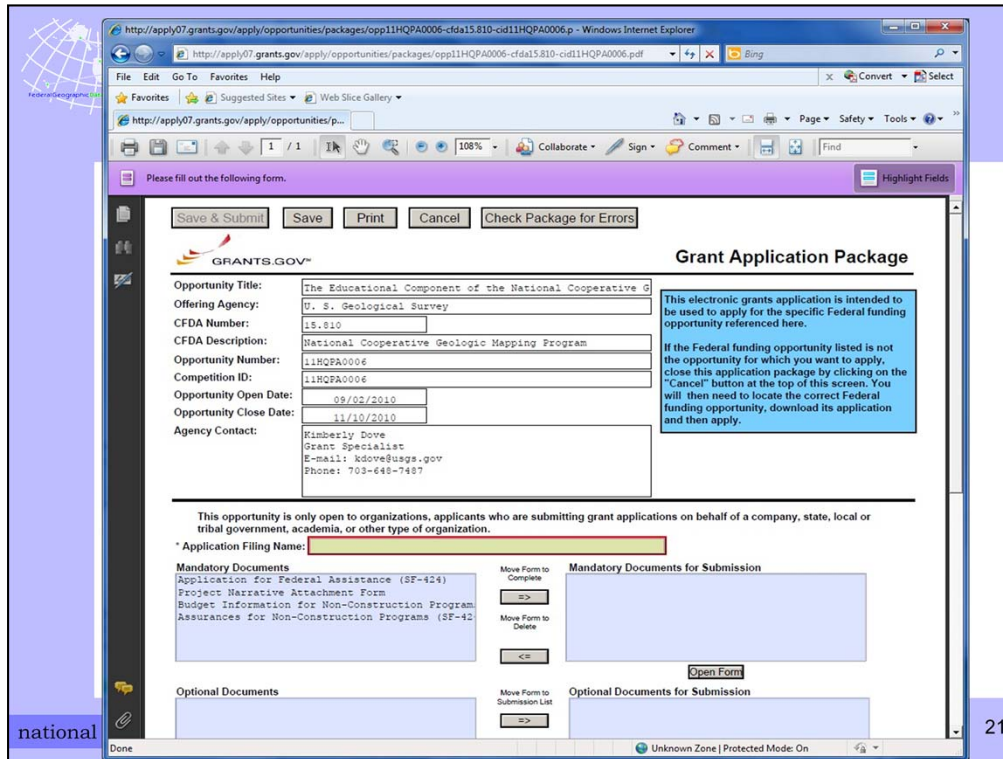 http://apply07.grants.gov/apply/opportunities/packages/opp11HQPA0006-cfda15.810-cid11HQPA0006.p - Windows Internet Explorer
http://apply07.grants.gov/apply/opportunities/packages/opp11HQPA0006-cfda15.810-cid11HQPA0006.pdf
Bing
File Edit Go To Favorites Help
x Convert Select
Favorites Suggested Sites Web Slice Gallery
http://apply07.grants.gov/apply/opportunities/p...
Page Safety Tools
1 / 1 108% Collaborate Sign Comment Find
Please fill out the following form.
Highlight Fields
Save & Submit Save Print Cancel Check Package for Errors
GRANTS.GOV℠
Grant Application Package
Opportunity Title: The Educational Component of the National Cooperative G
Offering Agency: U. S. Geological Survey
CFDA Number: 15.810
CFDA Description: National Cooperative Geologic Mapping Program
Opportunity Number: 11HQPA0006
Competition ID: 11HQPA0006
Opportunity Open Date: 09/02/2010
Opportunity Close Date: 11/10/2010
Agency Contact: Kimberly Dove
Grant Specialist
E-mail: kdove@usgs.gov
Phone: 703-648-7487
This electronic grants application is intended to
be used to apply for the specific Federal funding
opportunity referenced here.
If the Federal funding opportunity listed is not
the opportunity for which you want to apply,
close this application package by clicking on the
"Cancel" button at the top of this screen. You
will then need to locate the correct Federal
funding opportunity, download its application
and then apply.
This opportunity is only open to organizations, applicants who are submitting grant applications on behalf of a company, state, local or
tribal government, academia, or other type of organization.
* Application Filing Name:
Mandatory Documents
Application for Federal Assistance (SF-424)
Project Narrative Attachment Form
Budget Information for Non-Construction Program
Assurances for Non-Construction Programs (SF-42
Move Form to
Complete
=>
Move Form to
Delete
<=
Mandatory Documents for Submission
Open Form
Optional Documents
Move Form to
Submission List
=>
Optional Documents for Submission
Done
Unknown Zone | Protected Mode: On
national
21